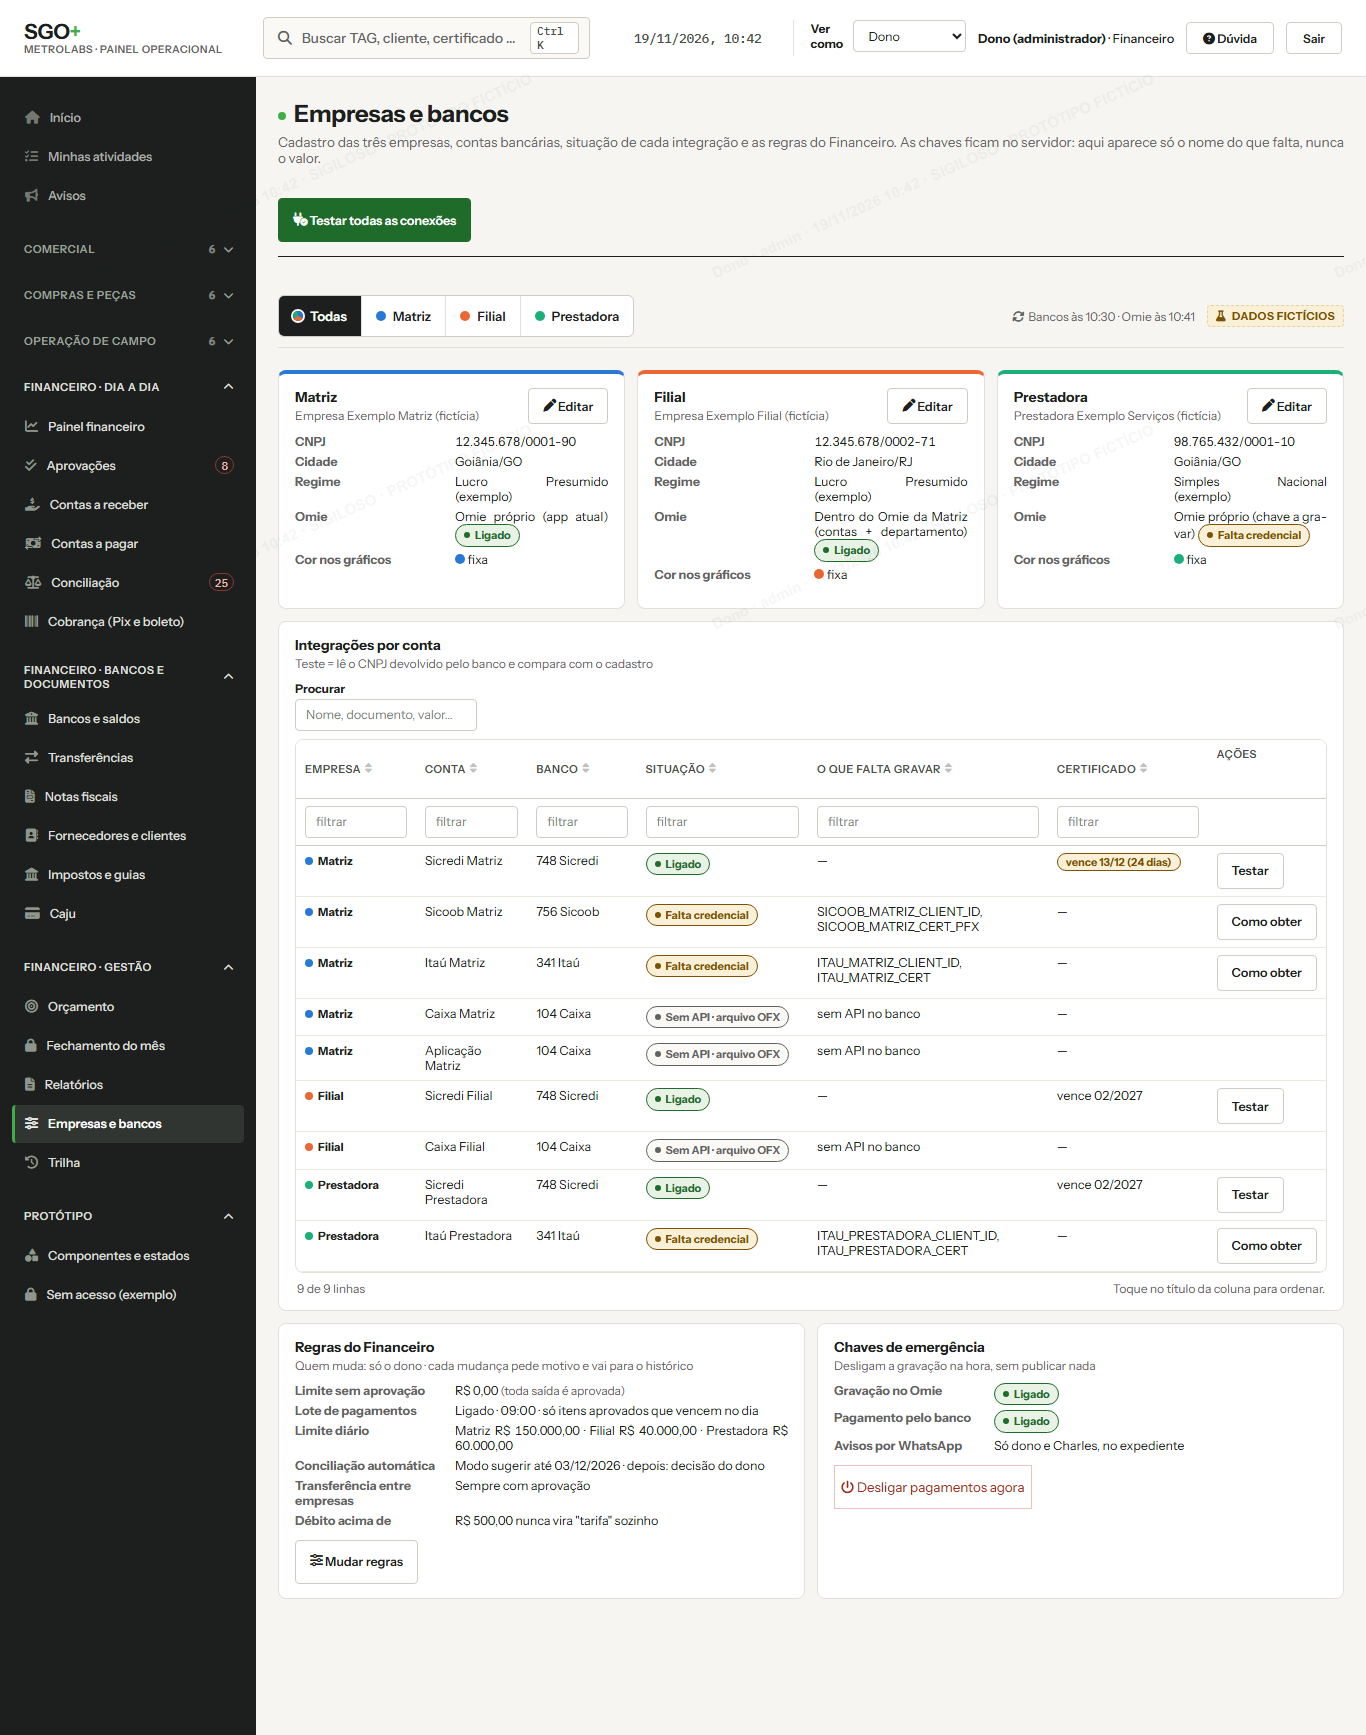 SGO+
METROLABS · PAINEL OPERACIONAL
Buscar TAG, cliente, certificado ...
Ctrl K
19/11/2026, 10:42
Ver como
Dono
Dono (administrador) · Financeiro
Dúvida
Sair
Início
Minhas atividades
Avisos
COMERCIAL 6
COMPRAS E PEÇAS 6
OPERAÇÃO DE CAMPO 6
FINANCEIRO · DIA A DIA
Painel financeiro
Aprovações 8
Contas a receber
Contas a pagar
Conciliação 25
Cobrança (Pix e boleto)
FINANCEIRO · BANCOS E
DOCUMENTOS
Bancos e saldos
Transferências
Notas fiscais
Fornecedores e clientes
Impostos e guias
Caju
FINANCEIRO · GESTÃO
Orçamento
Fechamento do mês
Relatórios
Empresas e bancos
Trilha
PROTÓTIPO
Componentes e estados
Sem acesso (exemplo)
Empresas e bancos
Cadastro das três empresas, contas bancárias, situação de cada integração e as regras do Financeiro. As chaves ficam no servidor: aqui aparece só o nome do que falta, nunca
o valor.
Testar todas as conexões
Todas Matriz Filial Prestadora
Bancos às 10:30 · Omie às 10:41
DADOS FICTÍCIOS
Matriz
Empresa Exemplo Matriz (fictícia)
Editar
CNPJ 12.345.678/0001-90
Cidade Goiânia/GO
Regime Lucro Presumido
(exemplo)
Omie Omie próprio (app atual)
Ligado
Cor nos gráficos fixa
Filial
Empresa Exemplo Filial (fictícia)
Editar
CNPJ 12.345.678/0002-71
Cidade Rio de Janeiro/RJ
Regime Lucro Presumido
(exemplo)
Omie Dentro do Omie da Matriz
(contas + departamento)
Ligado
Cor nos gráficos fixa
Prestadora
Prestadora Exemplo Serviços (fictícia)
Editar
CNPJ 98.765.432/0001-10
Cidade Goiânia/GO
Regime Simples Nacional
(exemplo)
Omie Omie próprio (chave a gra-
var) Falta credencial
Cor nos gráficos fixa
Integrações por conta
Teste = lê o CNPJ devolvido pelo banco e compara com o cadastro
Procurar
Nome, documento, valor...
EMPRESA CONTA BANCO SITUAÇÃO O QUE FALTA GRAVAR CERTIFICADO AÇÕES
filtrar filtrar filtrar filtrar filtrar filtrar
Matriz Sicredi Matriz 748 Sicredi Ligado — vence 13/12 (24 dias) Testar
Matriz Sicoob Matriz 756 Sicoob Falta credencial SICOOB_MATRIZ_CLIENT_ID, — Como obter
SICOOB_MATRIZ_CERT_PFX
Matriz Itaú Matriz 341 Itaú Falta credencial ITAU_MATRIZ_CLIENT_ID, — Como obter
ITAU_MATRIZ_CERT
Matriz Caixa Matriz 104 Caixa Sem API · arquivo OFX sem API no banco —
Matriz Aplicação 104 Caixa Sem API · arquivo OFX sem API no banco —
Matriz
Filial Sicredi Filial 748 Sicredi Ligado — vence 02/2027 Testar
Filial Caixa Filial 104 Caixa Sem API · arquivo OFX sem API no banco —
Prestadora Sicredi 748 Sicredi Ligado — vence 02/2027 Testar
Prestadora
Prestadora Itaú Prestadora 341 Itaú Falta credencial ITAU_PRESTADORA_CLIENT_ID, — Como obter
ITAU_PRESTADORA_CERT
9 de 9 linhas
Toque no título da coluna para ordenar.
Regras do Financeiro
Quem muda: só o dono · cada mudança pede motivo e vai para o histórico
Limite sem aprovação R$ 0,00 (toda saída é aprovada)
Lote de pagamentos Ligado · 09:00 · só itens aprovados que vencem no dia
Limite diário Matriz R$ 150.000,00 · Filial R$ 40.000,00 · Prestadora R$
60.000,00
Conciliação automática Modo sugerir até 03/12/2026 · depois: decisão do dono
Transferência entre Sempre com aprovação
empresas
Débito acima de R$ 500,00 nunca vira "tarifa" sozinho
Mudar regras
Chaves de emergência
Desligam a gravação na hora, sem publicar nada
Gravação no Omie Ligado
Pagamento pelo banco Ligado
Avisos por WhatsApp Só dono e Charles, no expediente
Desligar pagamentos agora
Dono · admin · 19/11/2026 10:42 · SIGILOSO · PROTÓTIPO FICTÍCIO